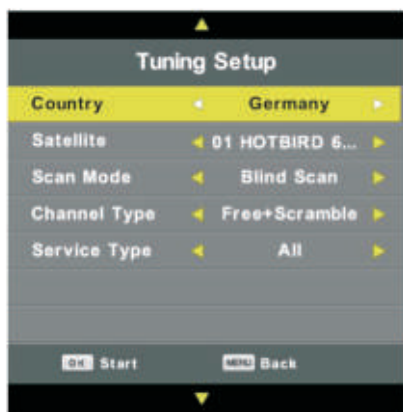 Tuning Setup
Country Germany
Satellite 01 HOTBIRD 6...
Scan Mode Blind Scan
Channel Type Free+Scramble
Service Type All
OK Start MENU Back